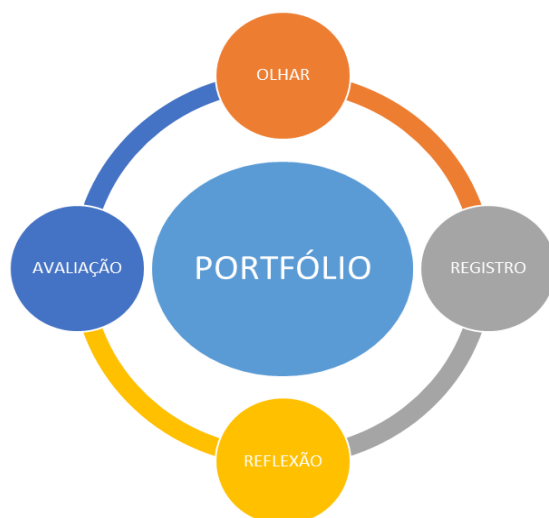 OLHAR
AVALIAÇÃO
PORTFÓLIO
REGISTRO
REFLEXÃO